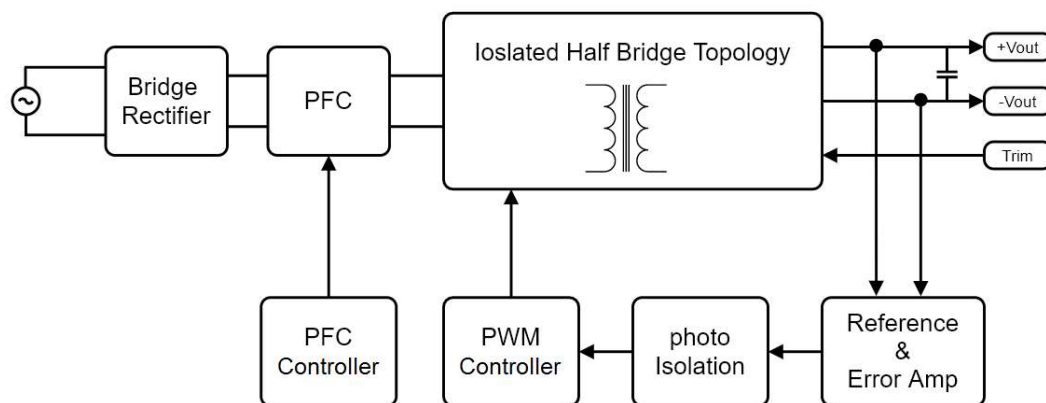 Ioslated Half Bridge Topology
+Vout
Bridge
Rectifier
PFC
-Vout
Trim
PFC
Controller
PWM
Controller
photo
Isolation
Reference
&
Error Amp